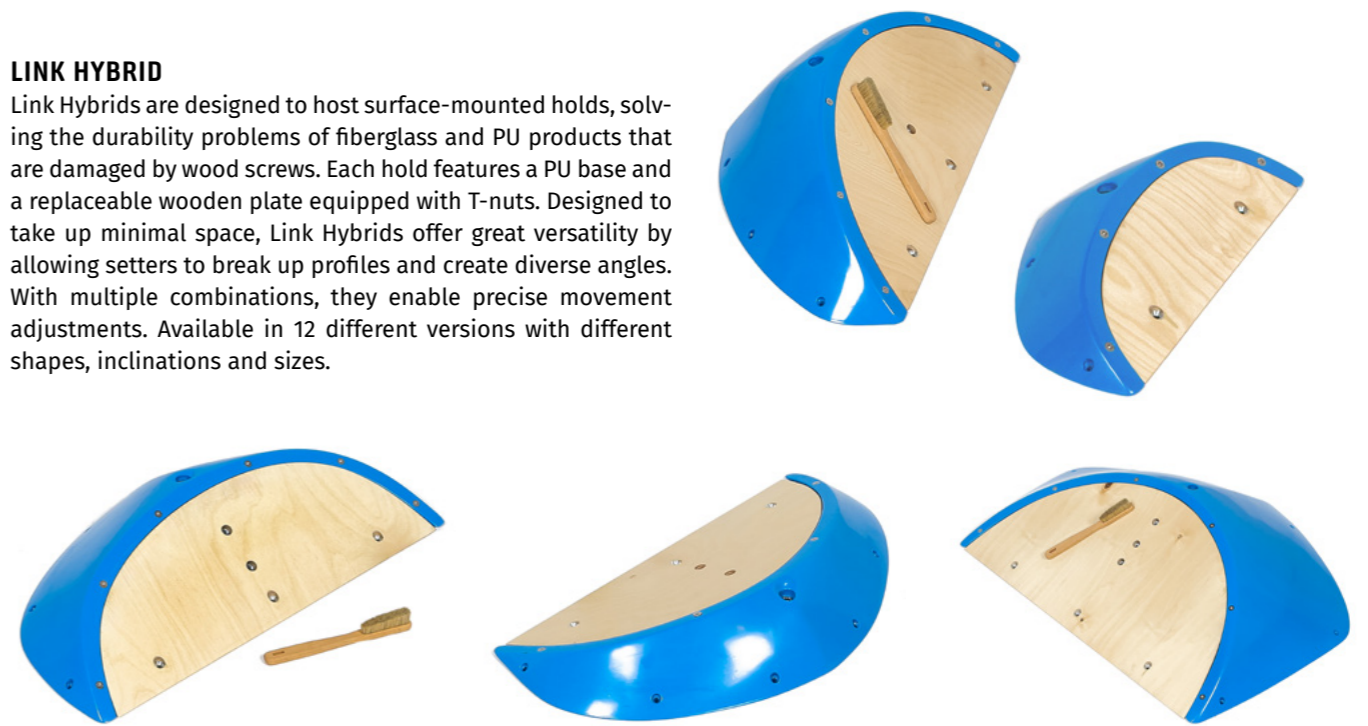 LINK HYBRID
Link Hybrids are designed to host surface-mounted holds, solv-
ing the durability problems of fiberglass and PU products that
are damaged by wood screws. Each hold features a PU base and
a replaceable wooden plate equipped with T-nuts. Designed to
take up minimal space, Link Hybrids offer great versatility by
allowing setters to break up profiles and create diverse angles.
With multiple combinations, they enable precise movement
adjustments. Available in 12 different versions with different
shapes, inclinations and sizes.